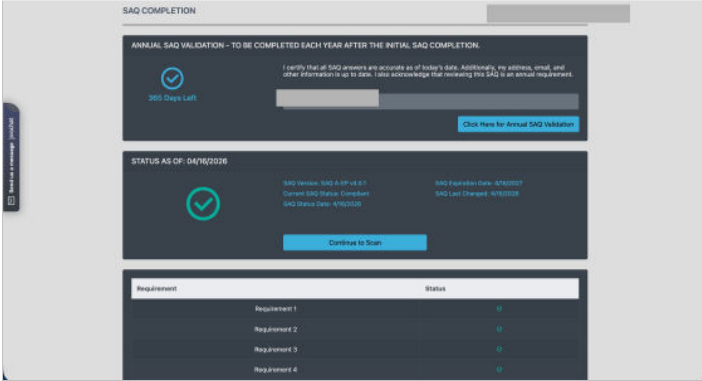 SAQ COMPLETION
ANNUAL SAQ VALIDATION - TO BE COMPLETED EACH YEAR AFTER THE INITIAL SAQ COMPLETION.
I certify that all SAQ answers are accurate as of today's date. Additionally, my address, email, and
other information is up to date. I also acknowledge that reviewing this SAQ is an annual requirement.
365 Days Left
Click Here for Annual SAQ Validation
Send us a message
STATUS AS OF: 04/16/2026
SAQ Version: SAQ A-EP v4.0.1
SAQ Expiration Date: 4/16/2027
Current SAQ Status: Compliant
SAQ Last Changed: 4/16/2026
SAQ Status Date: 4/16/2026
Continue to Scan
Requirement Status
Requirement 1
Requirement 2
Requirement 3
Requirement 4